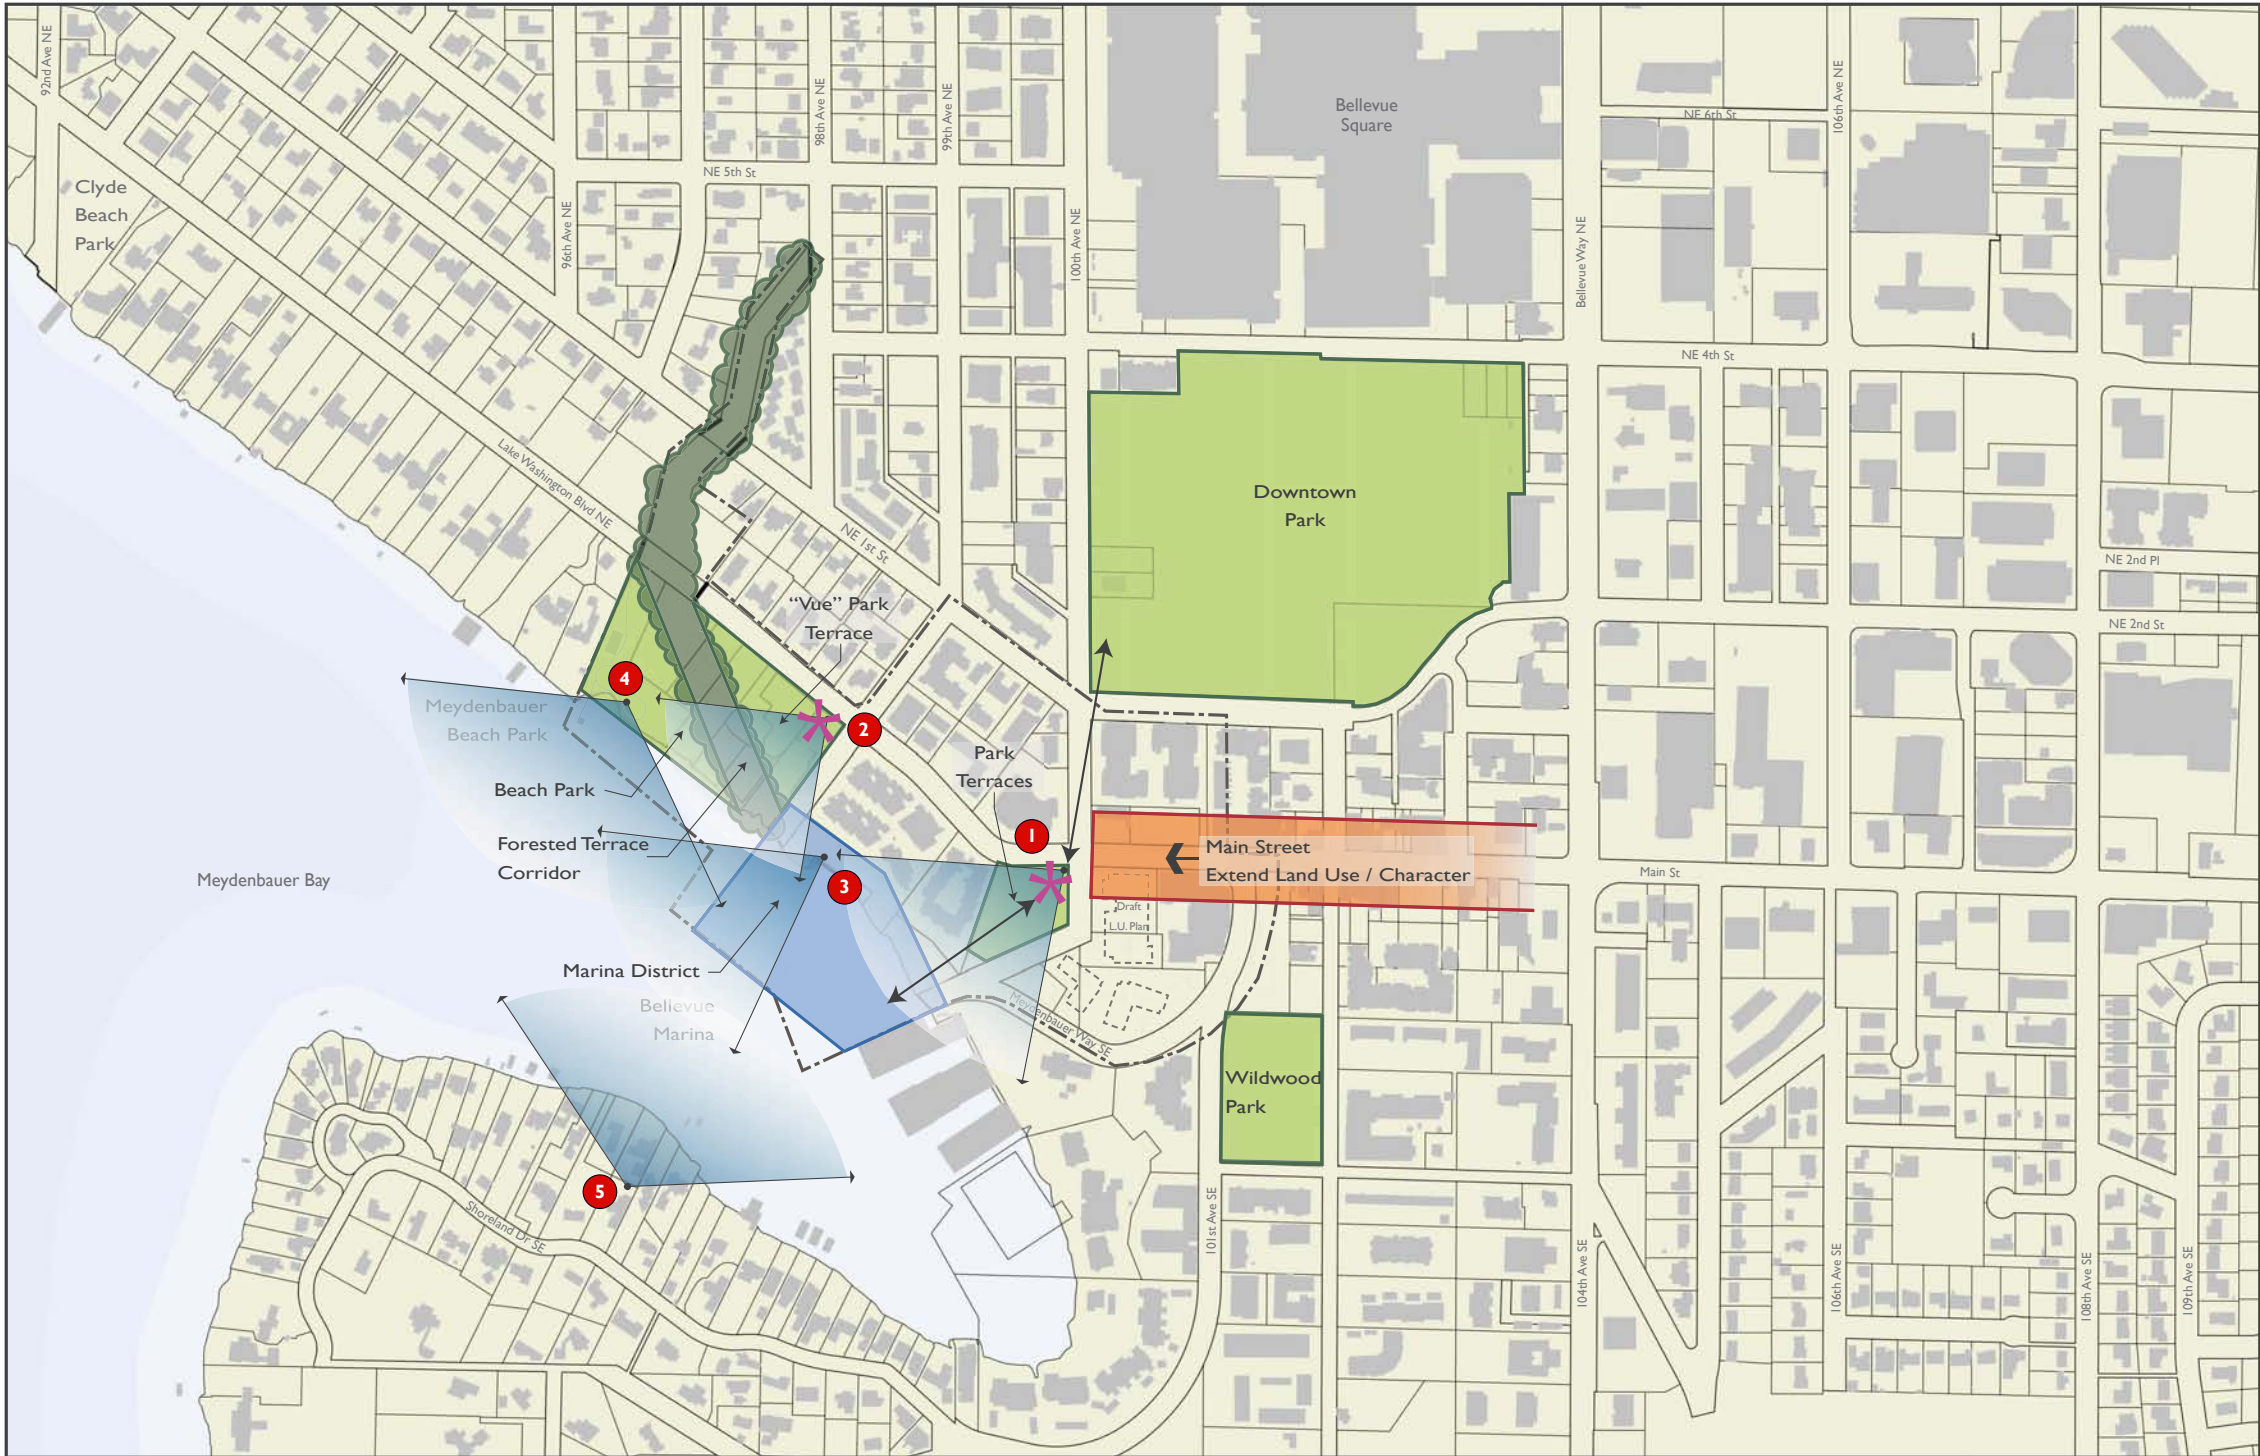 92nd Ave NE
98th Ave NE
99th Ave NE
106th Ave NE
Bellevue
Square
NE 6th St
NE 5th St
Clyde
Beach
Park
96th Ave NE
100th Ave NE
Bellevue Way NE
NE 4th St
Lake Washington Blvd NE
Downtown
Park
NE 1st St
NE 2nd Pl
"Vue" Park
Terrace
NE 2nd St
4
Meydenbauer
Beach Park
2
Park
Terraces
Beach Park
1
Forested Terrace
Corridor
Main Street
Extend Land Use / Character
Main St
Meydenbauer Bay
3
Draft
L.U. Plan
Marina District
Bellevue
Marina
Meydenbauer Way SE
Wildwood
Park
5
Shoreland Dr SE
101st Ave SE
104th Ave SE
106th Ave SE
108th Ave SE
109th Ave SE